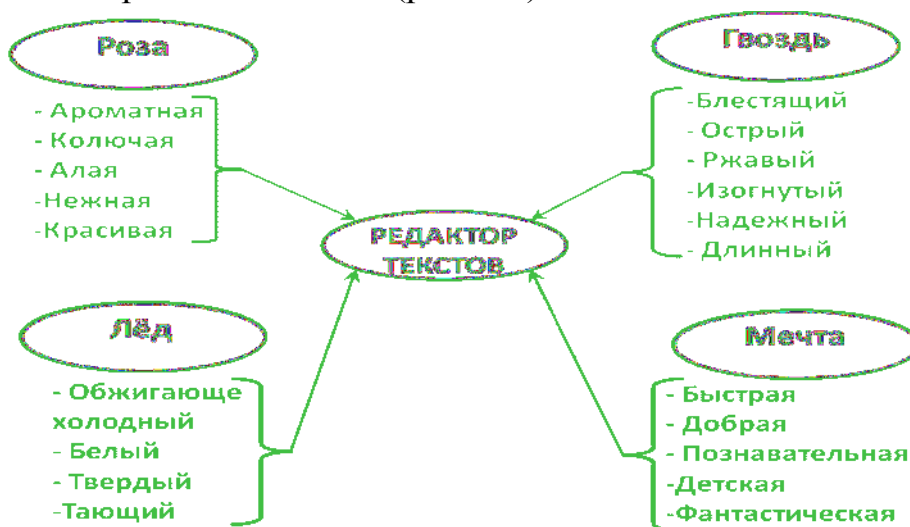 Роза
- Ароматная
- Колючая
- Алая
-Нежная
-Красивая
Гвоздь
-Блестящий
- Острый
- Ржавый
-Изогнутый
-Надежный
- Длинный
РЕДАКТОР
ТЕКСТОВ
Лёд
- Обжигающе
холодный
- Белый
- Твердый
-Тающий
Мечта
- Быстрая
- Добрая
- Познавательная
-Детская
-Фантастическая